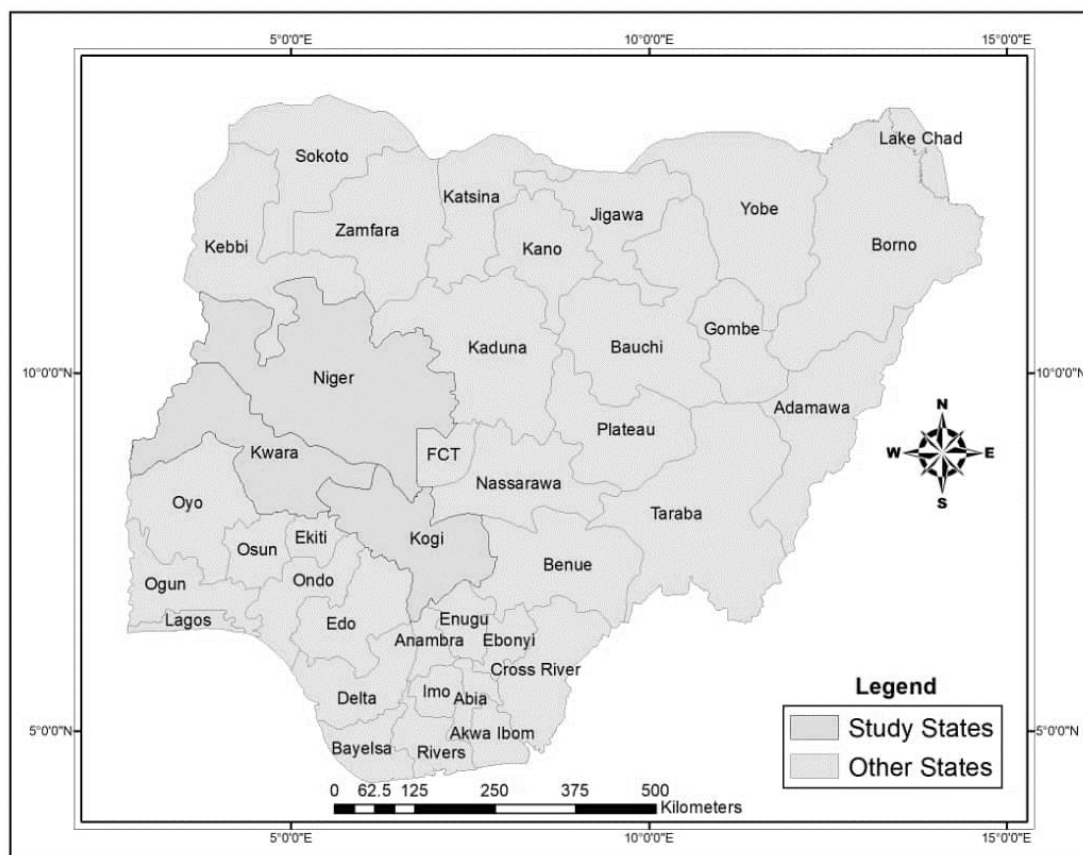 5°0'0"E
10°0'0"E
15°0'0"E
Lake Chad
Sokoto
Katsina
Jigawa
Yobe
Zamfara
Kebbi
Kano
Borno
Gombe
Kaduna
Bauchi
10°0'0"N
Niger
10°0'0"N
Adamawa
N
Plateau
Kwara
FCT
W
E
Nassarawa
S
Oyo
Taraba
Ekiti
Kogi
Osun
Benue
Ogun
Ondo
Lagos
Edo
Enugu
Anambra
Ebonyi
Cross River
Imo
Abia
Delta
Legend
5°0'0"N
Akwa Ibom
Study States
5°0'0"N
Bayelsa
Rivers
Other States
0 62.5 125 250 375 500
Kilometers
5°0'0"E
10°0'0"E
15°0'0"E